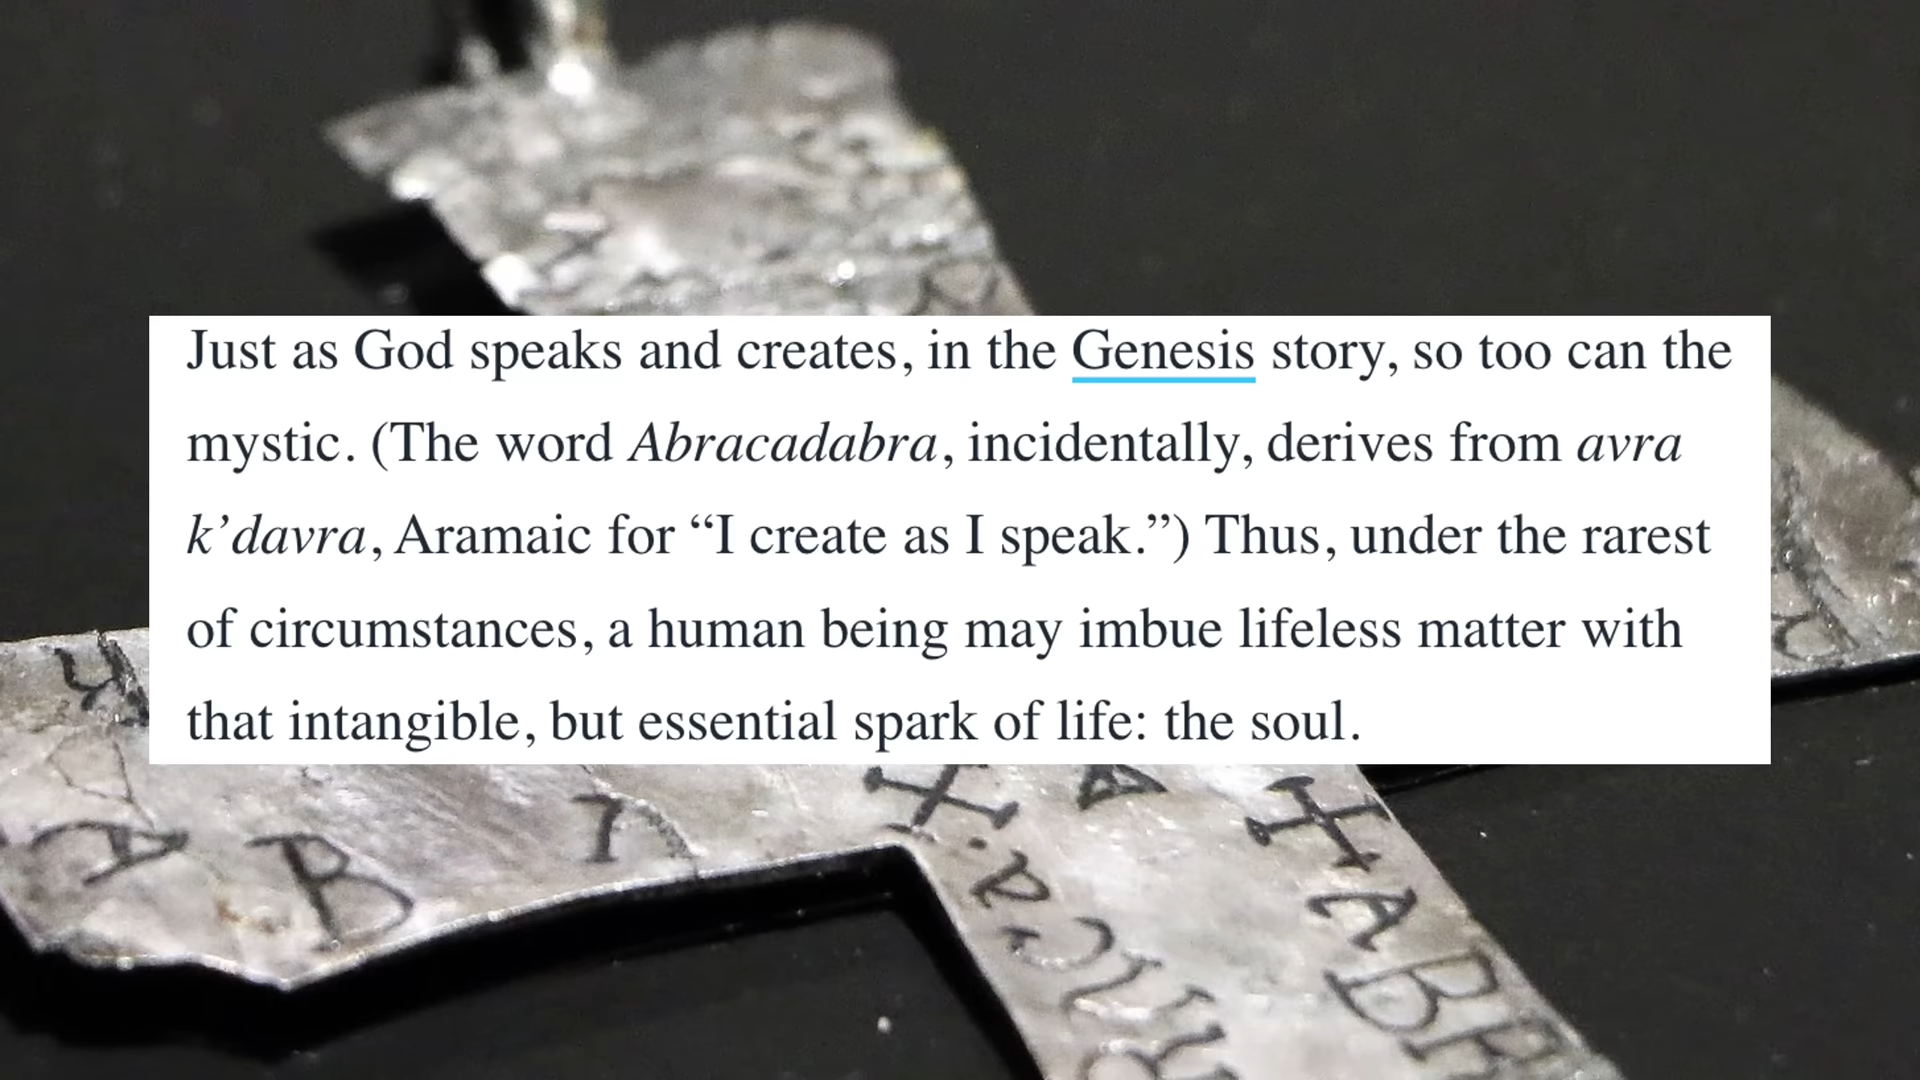 Just as God speaks and creates, in the Genesis story, so too can the
mystic. (The word Abracadabra, incidentally, derives from avra
k’davra, Aramaic for “I create as I speak.”) Thus, under the rarest
of circumstances, a human being may imbue lifeless matter with
that intangible, but essential spark of life: the soul.
A B
ABR